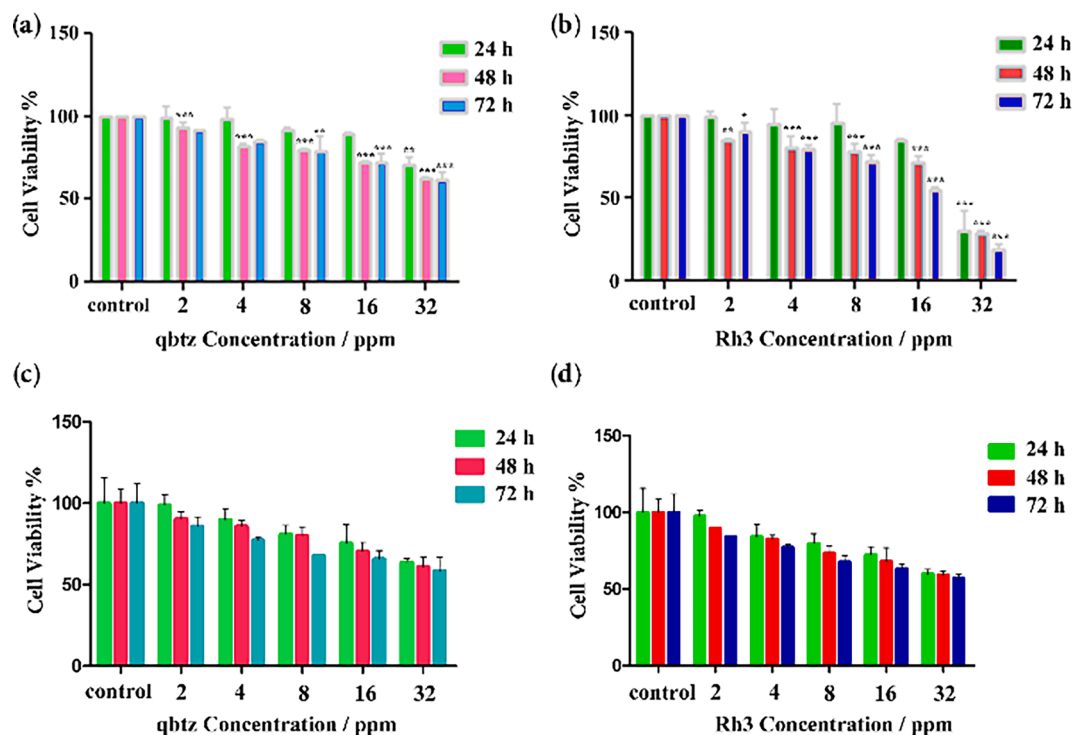 (a)
150
100
50
0
Cell Viability %
24 h
48 h
72 h
***
***
***
**
***
***
**
***
***
control 2 4 8 16 32
qbtz Concentration / ppm
(b)
150
100
50
0
Cell Viability %
24 h
48 h
72 h
**
*
***
***
***
***
***
***
***
***
***
control 2 4 8 16 32
Rh3 Concentration / ppm
(c)
150
100
50
0
Cell Viability %
24 h
48 h
72 h
control 2 4 8 16 32
qbtz Concentration / ppm
(d)
150
100
50
0
Cell Viability %
24 h
48 h
72 h
control 2 4 8 16 32
Rh3 Concentration / ppm